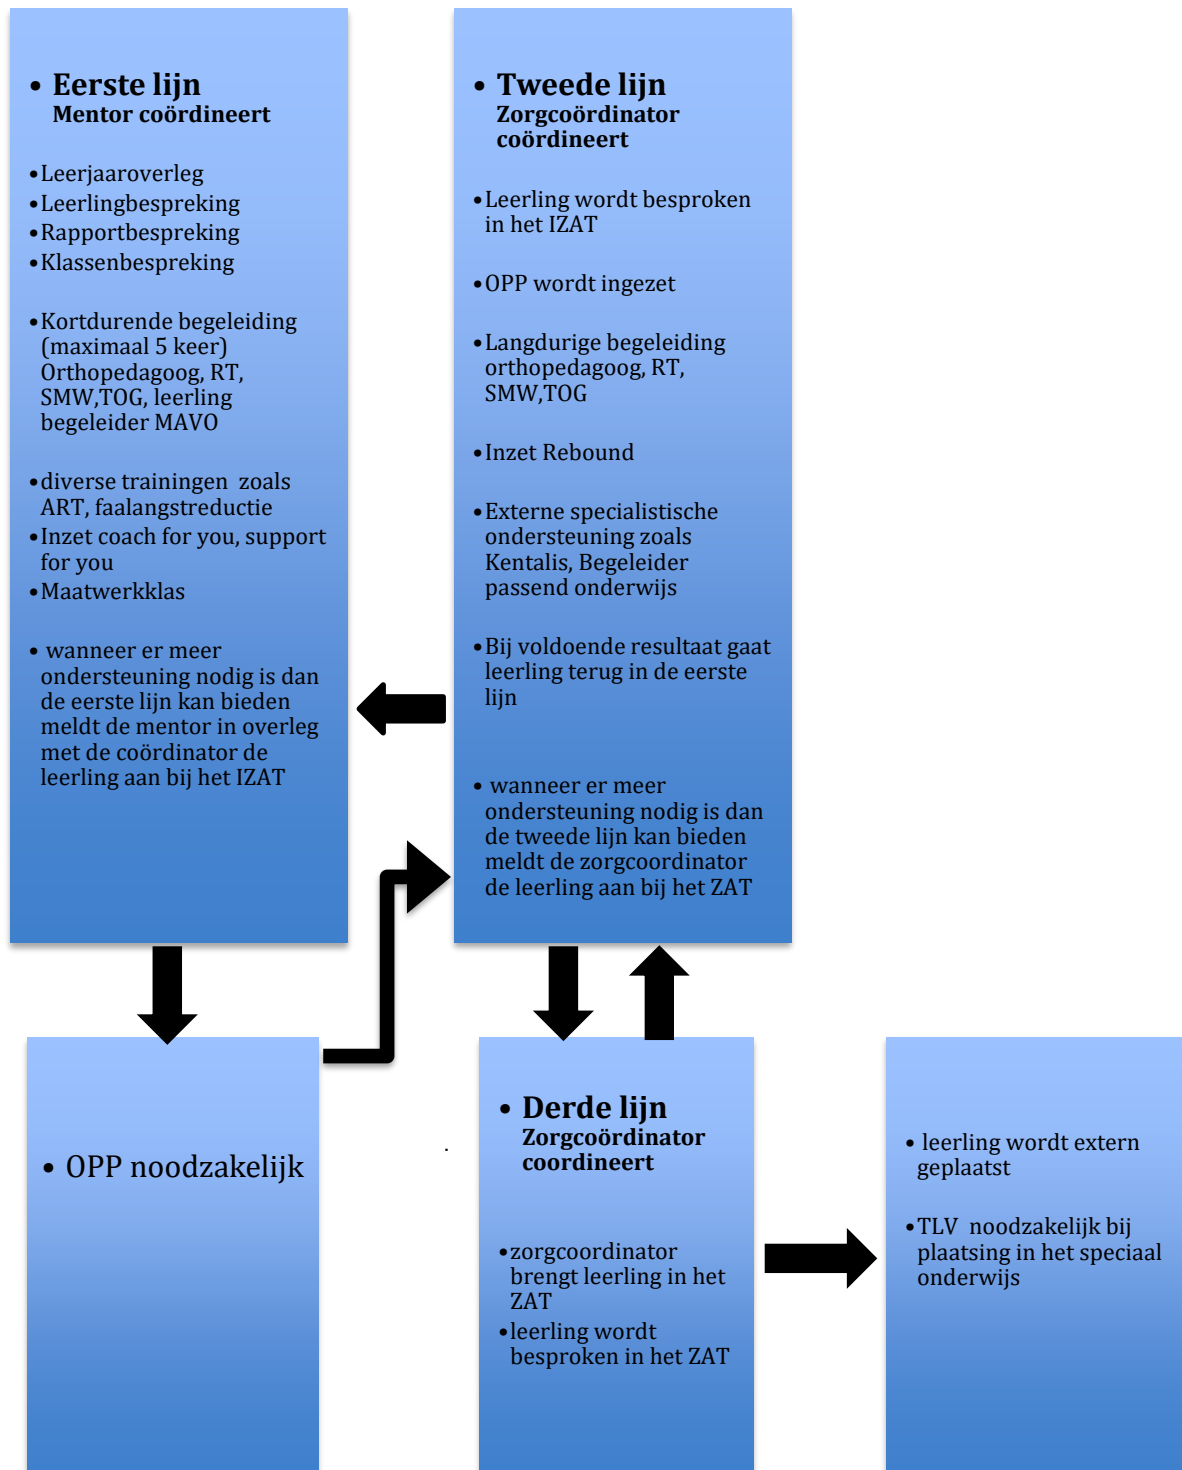 • Eerste lijn
Mentor coördineert
•Leerjaaroverleg
•Leerlingbespreking
•Rapportbespreking
•Klassenbespreking
•Kortdurende begeleiding
(maximaal 5 keer)
Orthopedagoog, RT,
SMW,TOG, leerling
begeleider MAVO
•diverse trainingen  zoals
ART, faalangstreductie
•Inzet coach for you, support
for you
•Maatwerkklas
• wanneer er meer
ondersteuning nodig is dan
de eerste lijn kan bieden
meldt de mentor in overleg
met de coördinator de
leerling aan bij het IZAT
• Tweede lijn
Zorgcoördinator
coördineert
•Leerling wordt besproken
in het IZAT
•OPP wordt ingezet
•Langdurige begeleiding
orthopedagoog, RT,
SMW,TOG
•Inzet Rebound
•Externe specialistische
ondersteuning zoals
Kentalis, Begeleider
passend onderwijs
•Bij voldoende resultaat gaat
leerling terug in de eerste
lijn
• wanneer er meer
ondersteuning nodig is dan
de tweede lijn kan bieden
meldt de zorgcoordinator
de leerling aan bij het ZAT
• OPP noodzakelijk
.
• Derde lijn
Zorgcoördinator
coordineert
•zorgcoordinator
brengt leerling in het
ZAT
•leerling wordt
besproken in het ZAT
• leerling wordt extern
geplaatst
•TLV  noodzakelijk bij
plaatsing in het speciaal
onderwijs